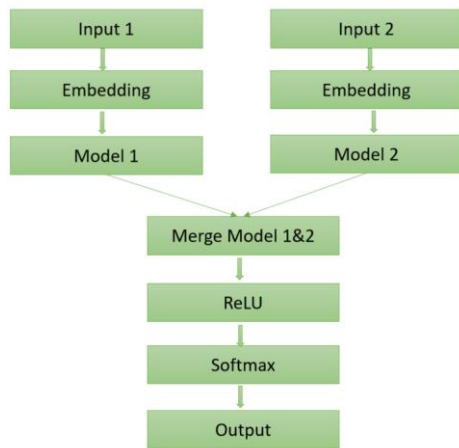 Input 1
Input 2
Embedding
Embedding
Model 1
Model 2
Merge Model 1&2
ReLU
Softmax
Output